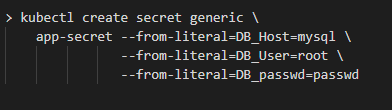 > kubectl create secret generic \
app-secret --from-literal=DB_Host=mysql \
--from-literal=DB_User=root \
--from-literal=DB_passwd=passwd